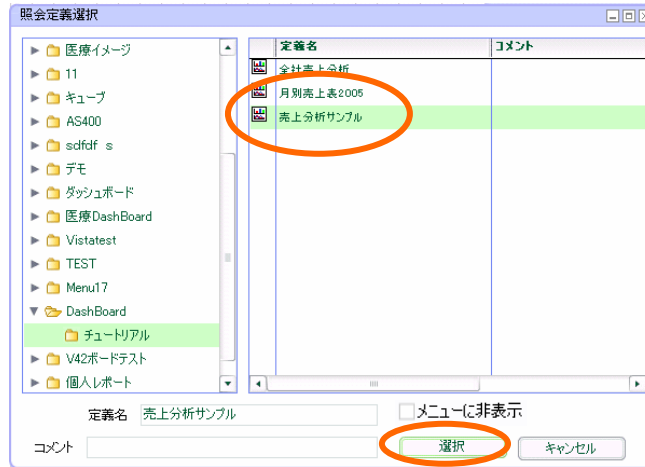 照会定義選択
医療イメージ
11
キューブ
AS400
sdfdf s
デモ
ダッシュボード
医療DashBoard
Vistatest
TEST
Menu17
DashBoard
チュートリアル
V42ボードテスト
個人レポート
定義名 コメント
全社売上分析
月別売上表2005
売上分析サンプル
定義名 売上分析サンプル メニューに非表示
コメント 選択 キャンセル